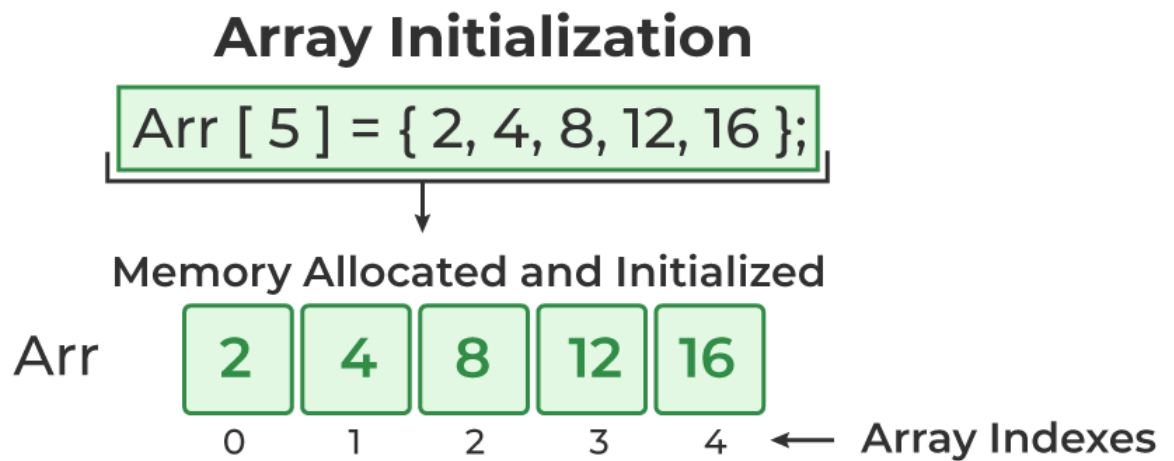 Array Initialization
Arr [ 5 ] = { 2, 4, 8, 12, 16 };
Memory Allocated and Initialized
Arr 2 4 8 12 16
0 1 2 3 4 Array Indexes